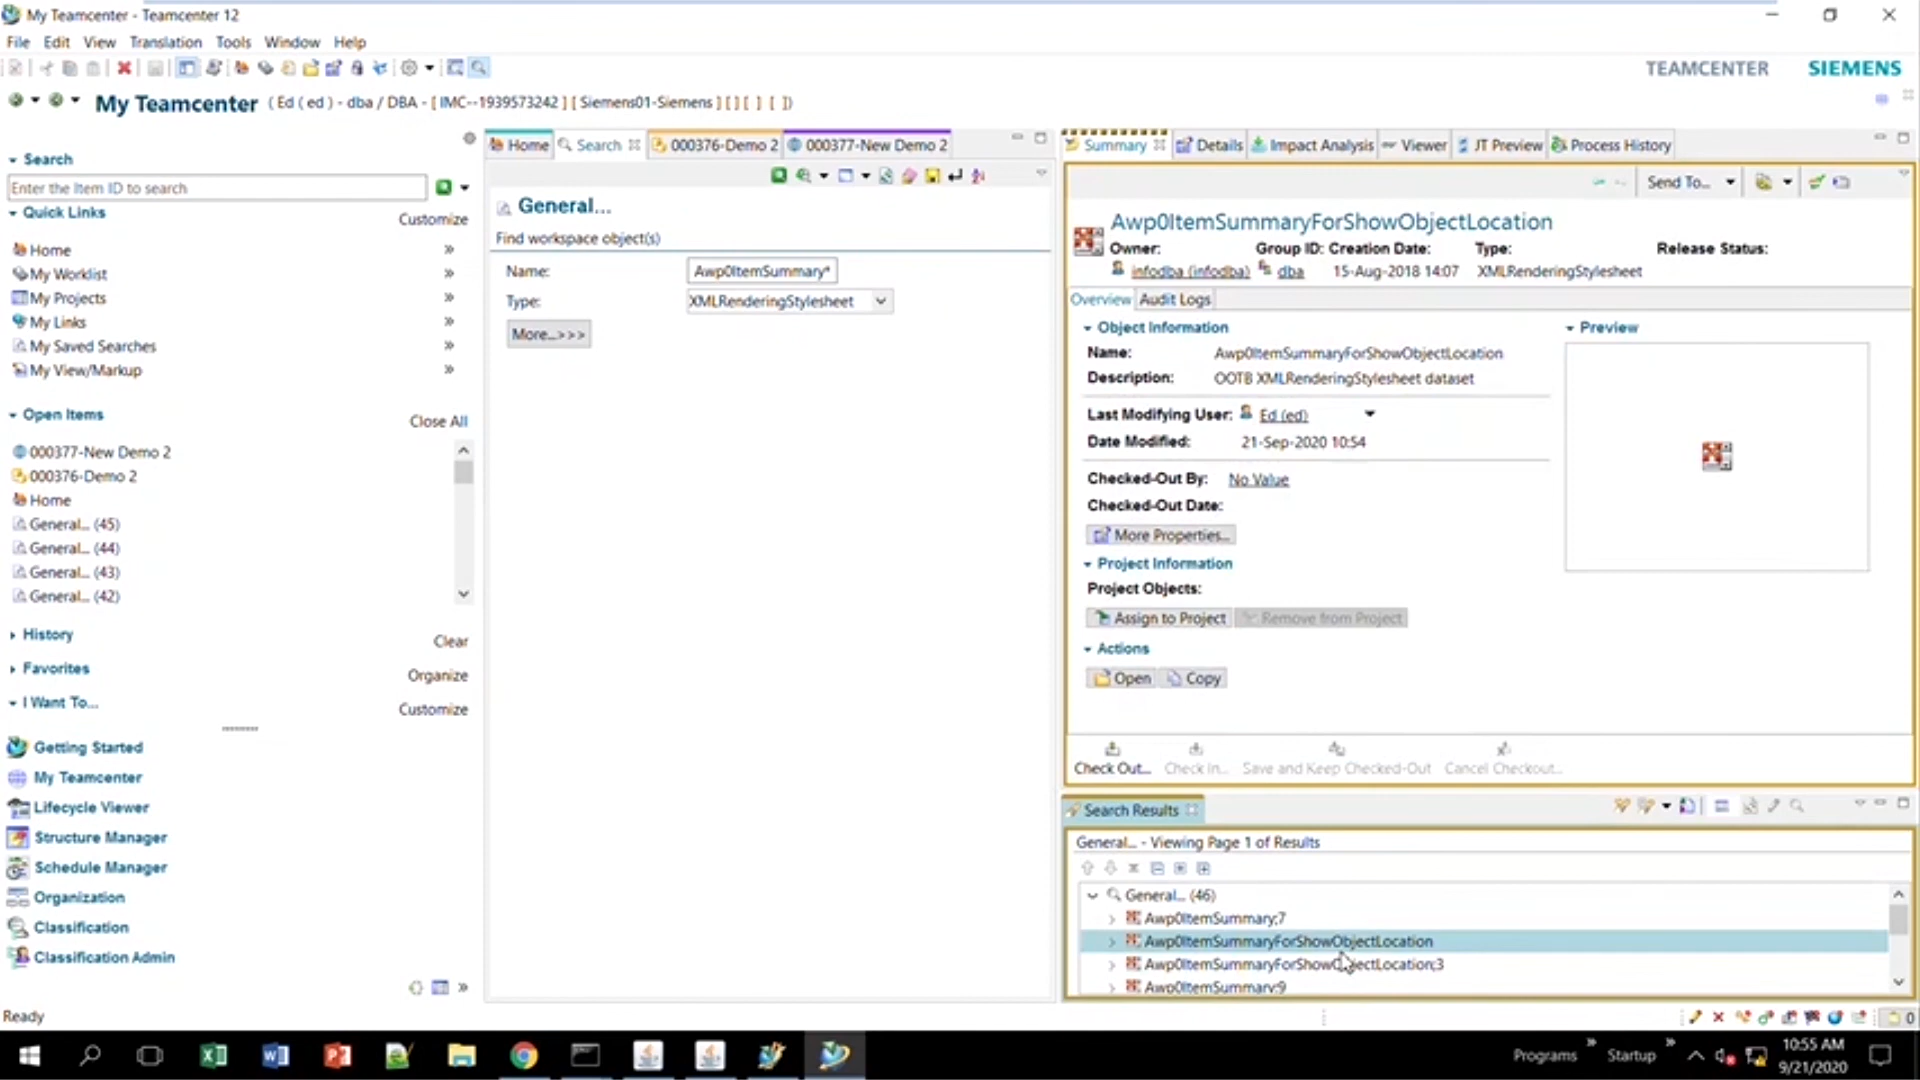 My Teamcenter - Teamcenter 12
File Edit View Translation Tools Window Help
TEAMCENTER SIEMENS
My Teamcenter ( Ed ( ed ) - dba / DBA - [ IMC--1939573242 ] [ Siemens01-Siemens ] [ ] [ ] [ ] )
Search
Enter the Item ID to search
Quick Links
Customize
Home
My Worklist
My Projects
My Links
My Saved Searches
My View/Markup
Open Items
Close All
000377-New Demo 2
000376-Demo 2
Home
General... (45)
General... (44)
General... (43)
General... (42)
History
Clear
Favorites
Organize
I Want To...
Customize
Getting Started
My Teamcenter
Lifecycle Viewer
Structure Manager
Schedule Manager
Organization
Classification
Classification Admin
Home Search 000376-Demo 2 000377-New Demo 2
General...
Find workspace object(s)
Name: Awp0ItemSummary*
Type: XMLRenderingStylesheet
More...>>>
Summary Details Impact Analysis Viewer JT Preview Process History
Send To...
Awp0ItemSummaryForShowObjectLocation
Owner: Group ID: Creation Date: Type: Release Status:
infodba (infodba) dba 15-Aug-2018 14:07 XMLRenderingStylesheet
Overview Audit Logs
Object Information
Name: Awp0ItemSummaryForShowObjectLocation
Description: OOTB XMLRenderingStylesheet dataset
Last Modifying User: Ed (ed)
Date Modified: 21-Sep-2020 10:54
Checked-Out By: No Value
Checked-Out Date:
More Properties...
Project Information
Project Objects:
Assign to Project Remove from Project
Actions
Open Copy
Preview
Check Out... Check In... Save and Keep Checked-Out Cancel Checkout...
Search Results
General... - Viewing Page 1 of Results
General... (46)
Awp0ItemSummary;7
Awp0ItemSummaryForShowObjectLocation
Awp0ItemSummaryForShowObjectLocation;3
Awp0ItemSummary;9
Ready
0
Programs Startup
10:55 AM
9/21/2020